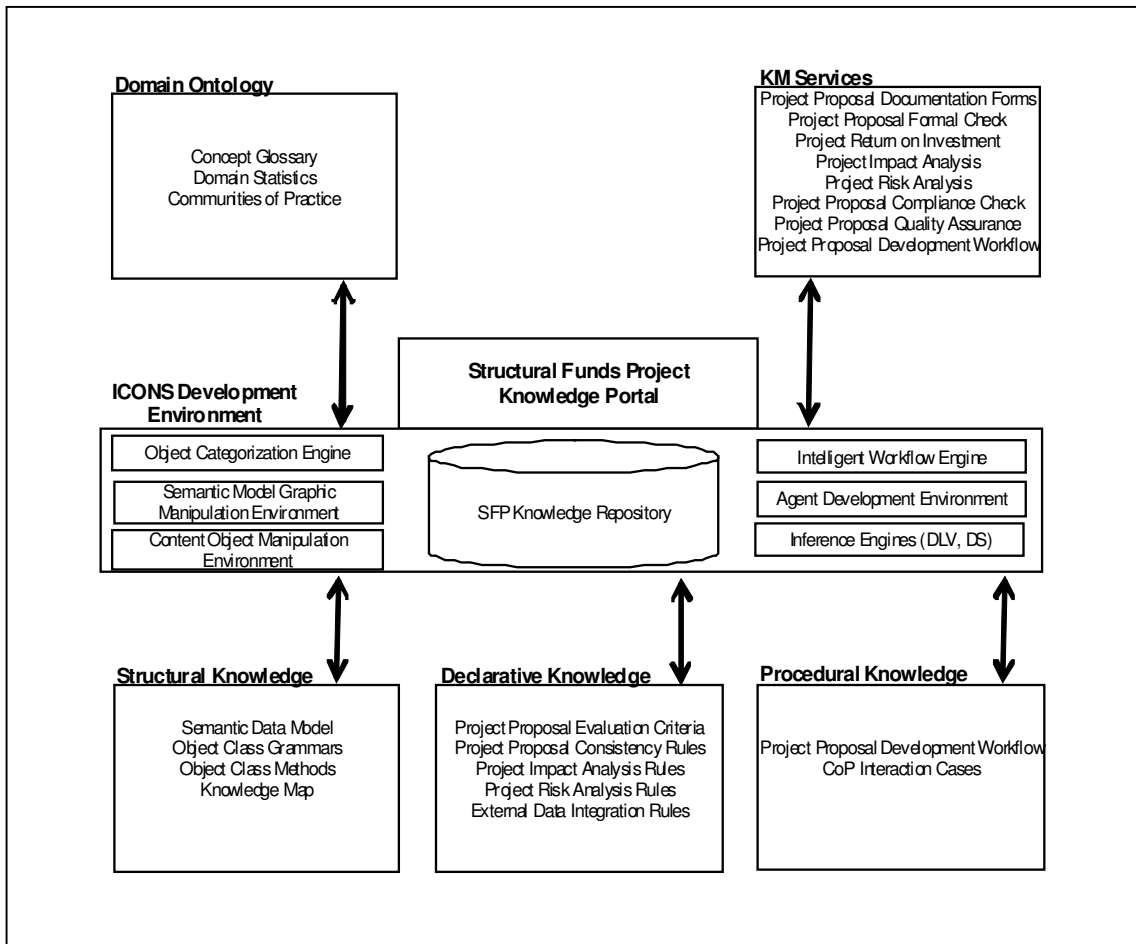 Domain Ontology
Concept Glossary
Domain Statistics
Communities of Practice
KM Services
Project Proposal Documentation Forms
Project Proposal Formal Check
Project Return on Investment
Project Impact Analysis
Project Risk Analysis
Project Proposal Compliance Check
Project Proposal Quality Assurance
Project Proposal Development Workflow
Structural Funds Project
Knowledge Portal
ICONS Development
Environment
Object Categorization Engine
Semantic Model Graphic
Manipulation Environment
Content Object Manipulation
Environment
SFP Knowledge Repository
Intelligent Workflow Engine
Agent Development Environment
Inference Engines (DLV, DS)
Structural Knowledge
Semantic Data Model
Object Class Grammars
Object Class Methods
Knowledge Map
Declarative Knowledge
Project Proposal Evaluation Criteria
Project Proposal Consistency Rules
Project Impact Analysis Rules
Project Risk Analysis Rules
External Data Integration Rules
Procedural Knowledge
Project Proposal Development Workflow
CoP Interaction Cases